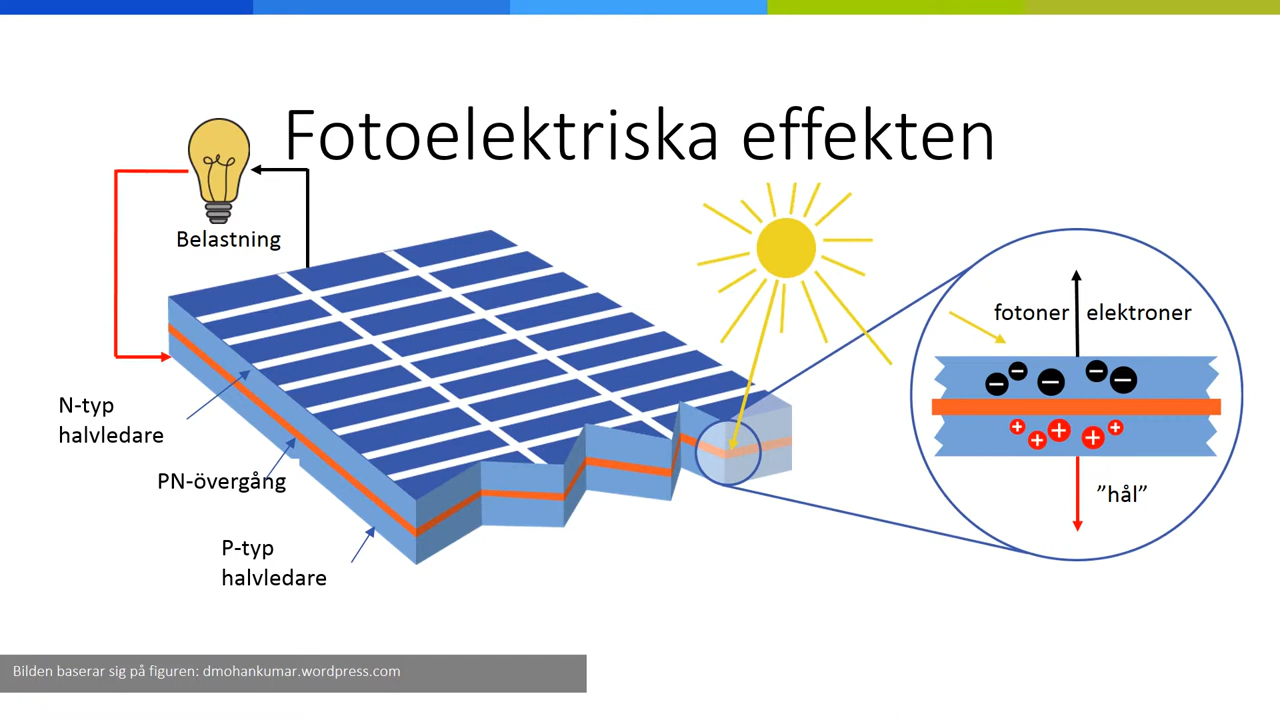 Fotoelektriska effekten
Belastning
fotoner
elektroner
N-typ
halvledare
PN-övergång
”hål”
P-typ
halvledare
Bilden baserar sig på figuren: dmohankumar.wordpress.com